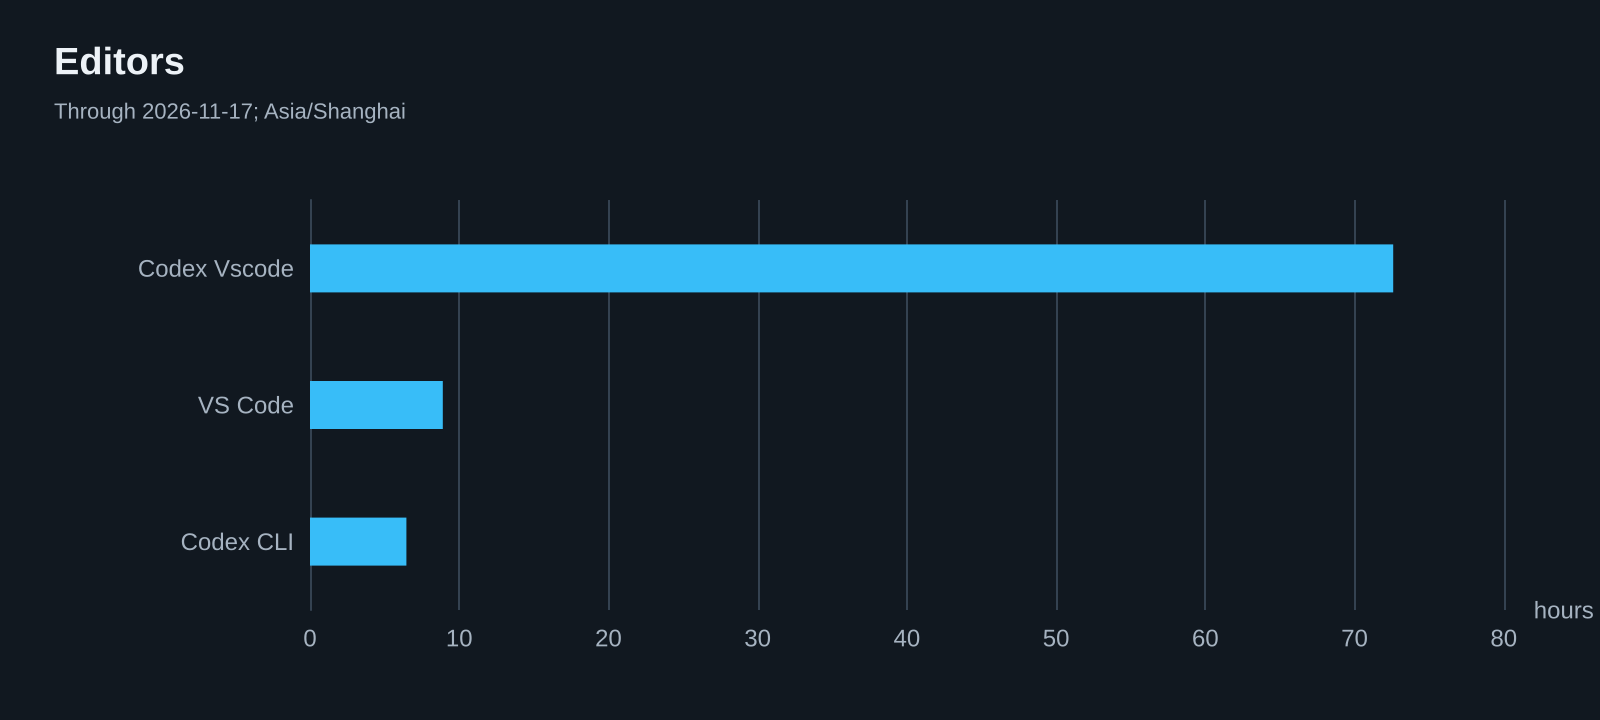 Editors
Through 2026-11-17; Asia/Shanghai
Codex Vscode
VS Code
Codex CLI
hours
0 10 20 30 40 50 60 70 80